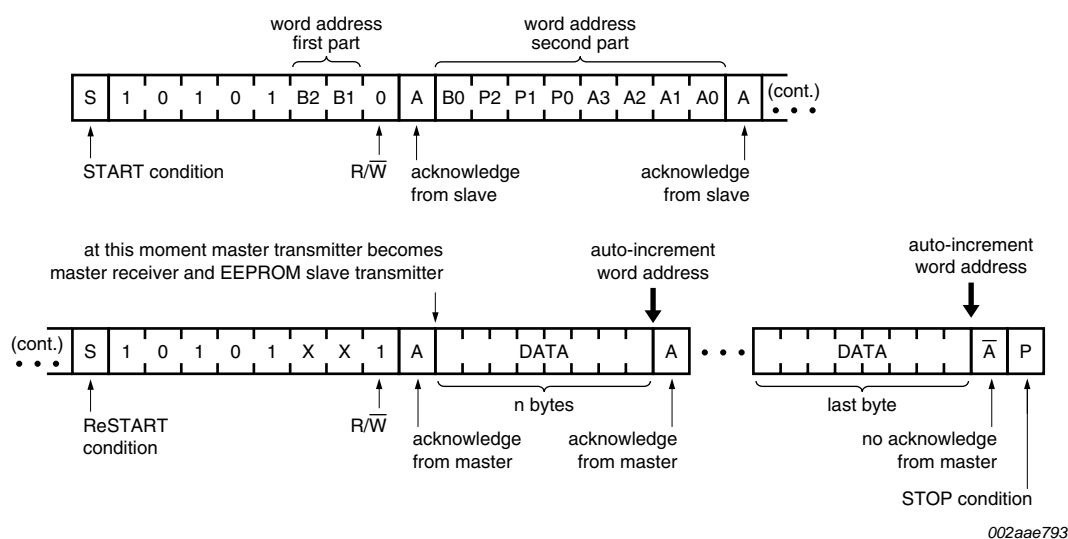 word address
first part
word address
second part
S 1 0 1 0 1 B2 B1 0 A B0 P2 P1 P0 A3 A2 A1 A0 A (cont.)
START condition
R/W̅
acknowledge
from slave
acknowledge
from slave
at this moment master transmitter becomes
master receiver and EEPROM slave transmitter
auto-increment
word address
auto-increment
word address
(cont.) S 1 0 1 0 1 X X 1 A DATA A DATA A̅ P
ReSTART
condition
R/W̅
n bytes
last byte
acknowledge
from master
acknowledge
from master
no acknowledge
from master
STOP condition
002aae793